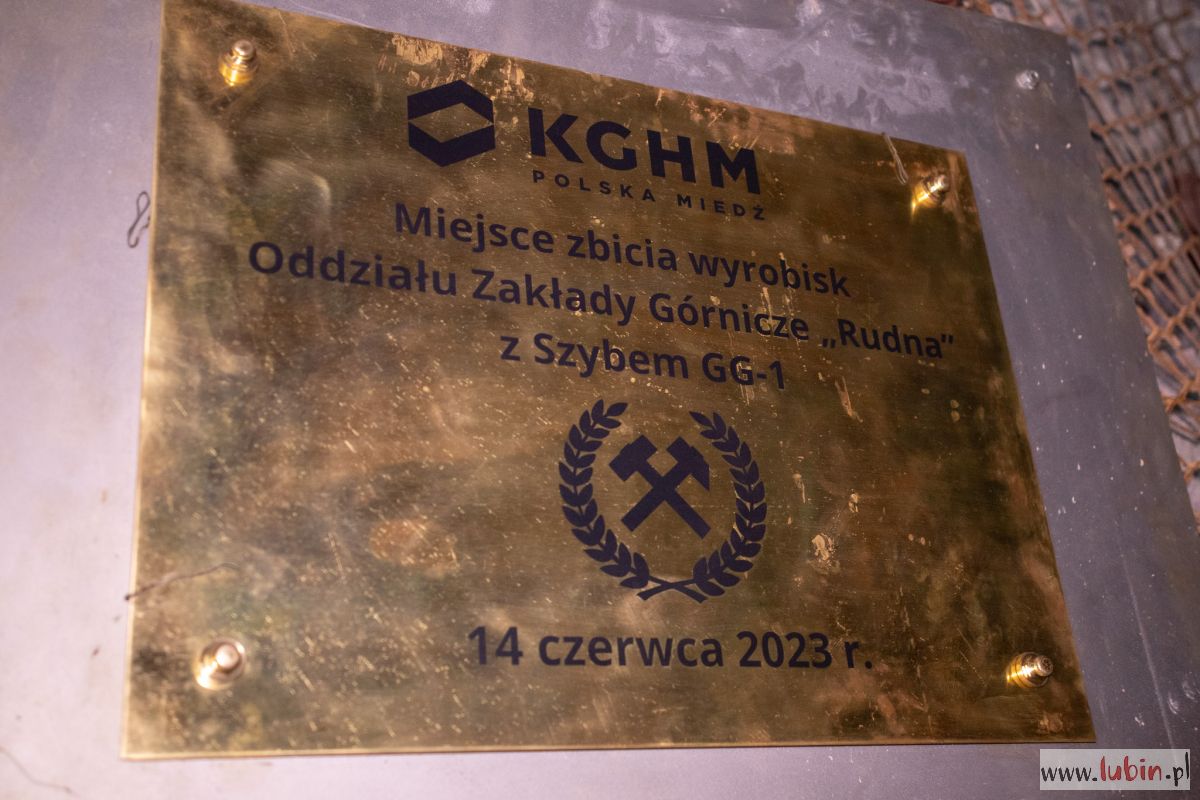 KGHM
POLSKA MIEDŹ
Miejsce zbicia wyrobisk
Oddziału Zakłady Górnicze „Rudna”
z Szybem GG-1
14 czerwca 2023 r.
www.lubin.pl